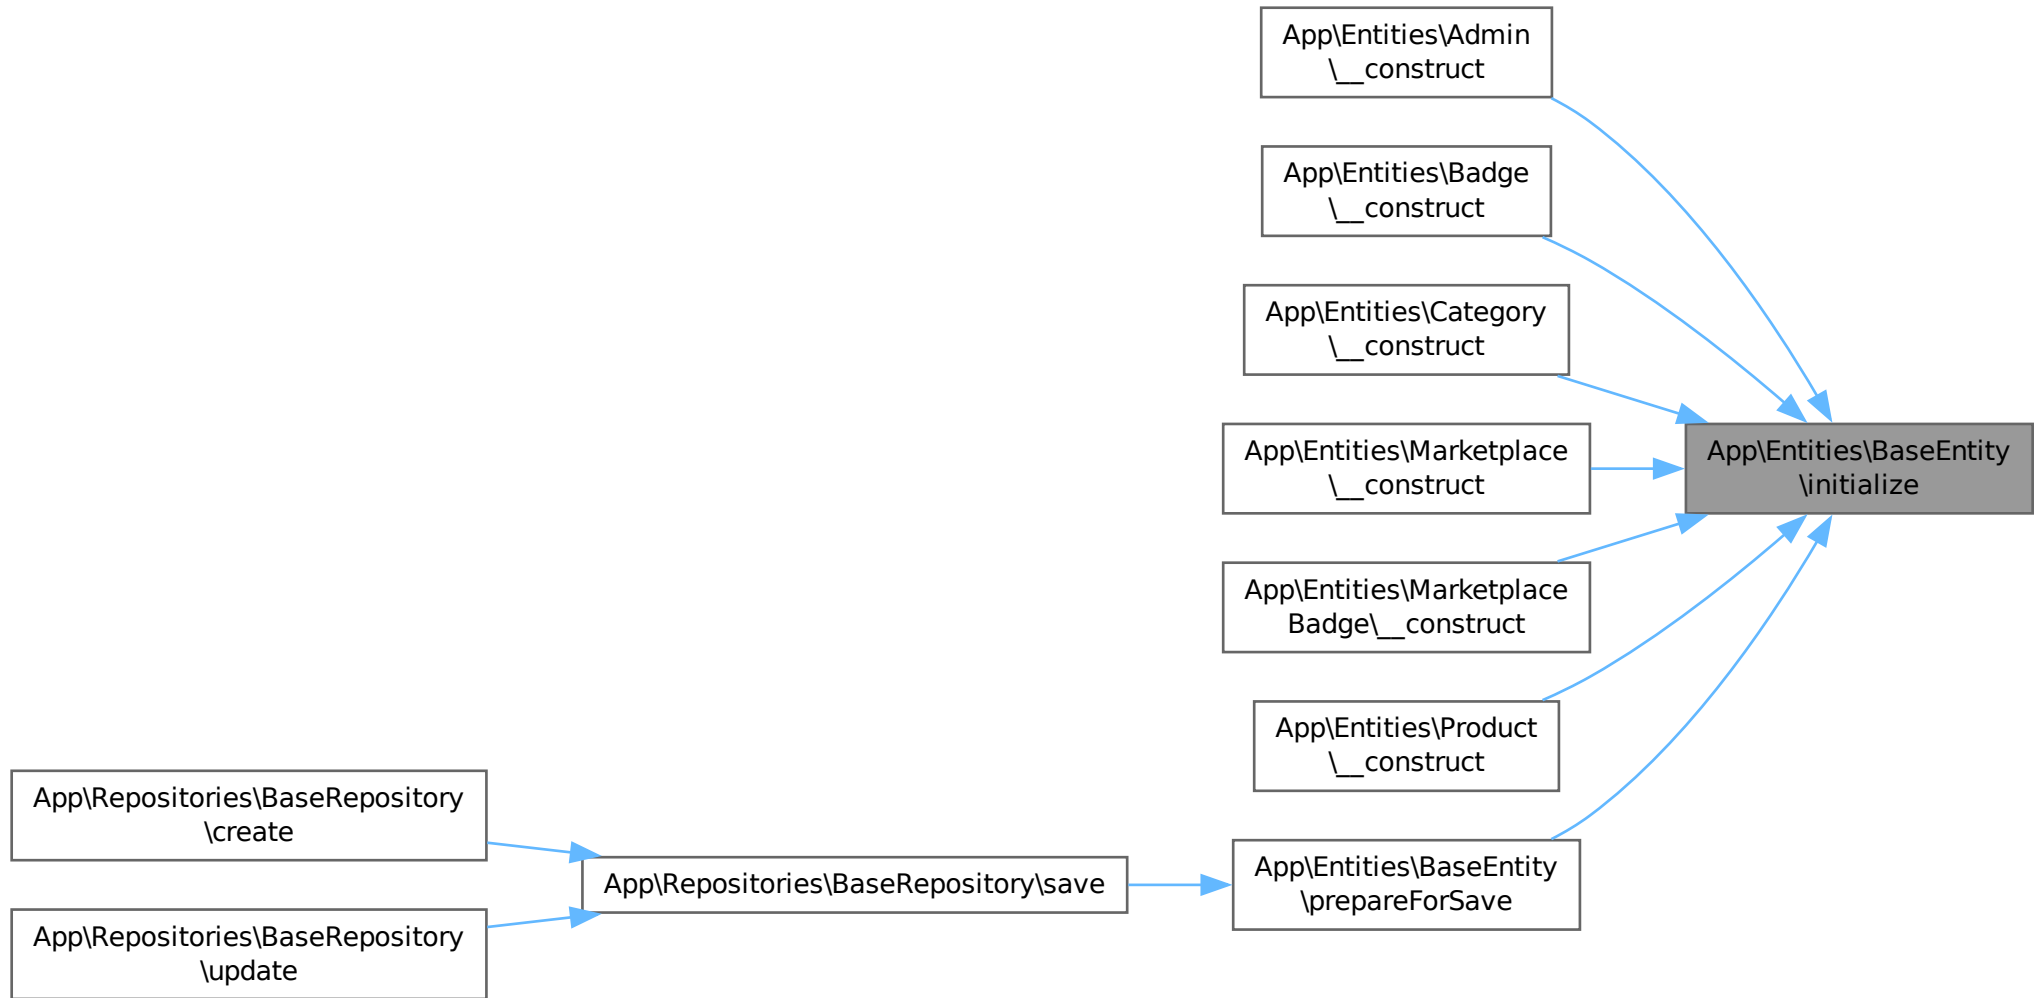 App\Entities\Admin
\__construct
App\Entities\Badge
\__construct
App\Entities\Category
\__construct
App\Entities\Marketplace
\__construct
App\Entities\BaseEntity
\initialize
App\Entities\Marketplace
Badge\__construct
App\Entities\Product
\__construct
App\Repositories\BaseRepository
\create
App\Repositories\BaseRepository\save
App\Entities\BaseEntity
\prepareForSave
App\Repositories\BaseRepository
\update